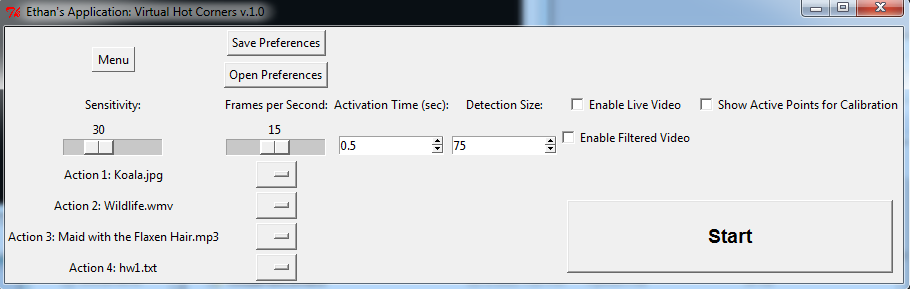 Ethan's Application: Virtual Hot Corners v.1.0
Save Preferences
Menu
Open Preferences
Sensitivity: Frames per Second: Activation Time (sec): Detection Size: Enable Live Video Show Active Points for Calibration
30 15
0.5 75 Enable Filtered Video
Action 1: Koala.jpg
Action 2: Wildlife.wmv
Action 3: Maid with the Flaxen Hair.mp3
Start
Action 4: hw1.txt